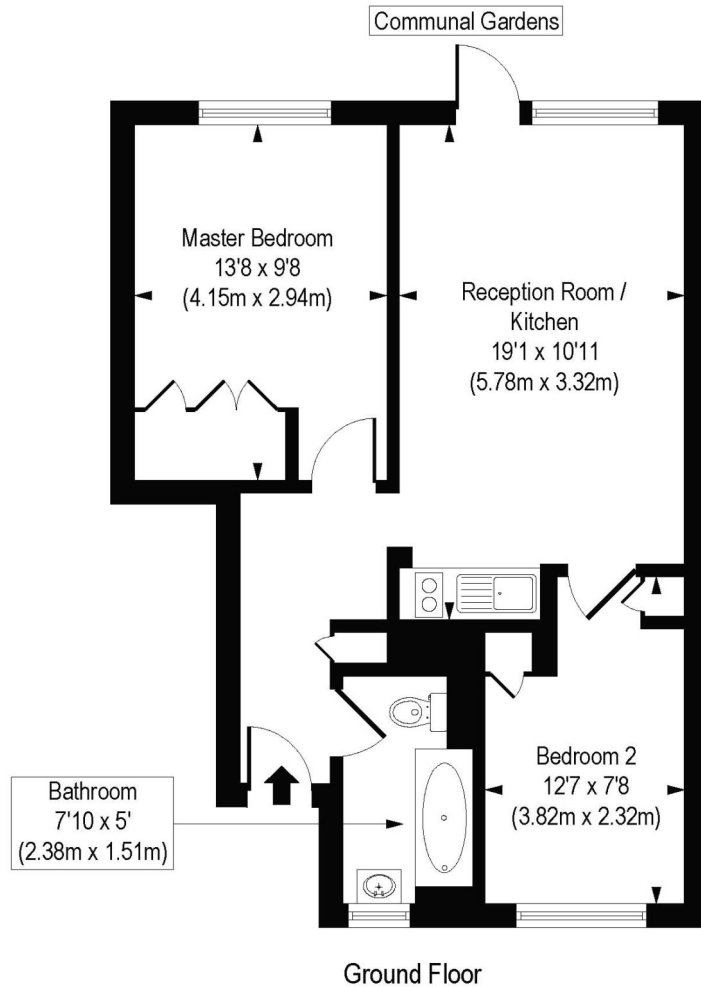 Communal Gardens
Master Bedroom
13'8 x 9'8
(4.15m x 2.94m)
Reception Room /
Kitchen
19'1 x 10'11
(5.78m x 3.32m)
Bedroom 2
12'7 x 7'8
(3.82m x 2.32m)
Bathroom
7'10 x 5'
(2.38m x 1.51m)
Ground Floor